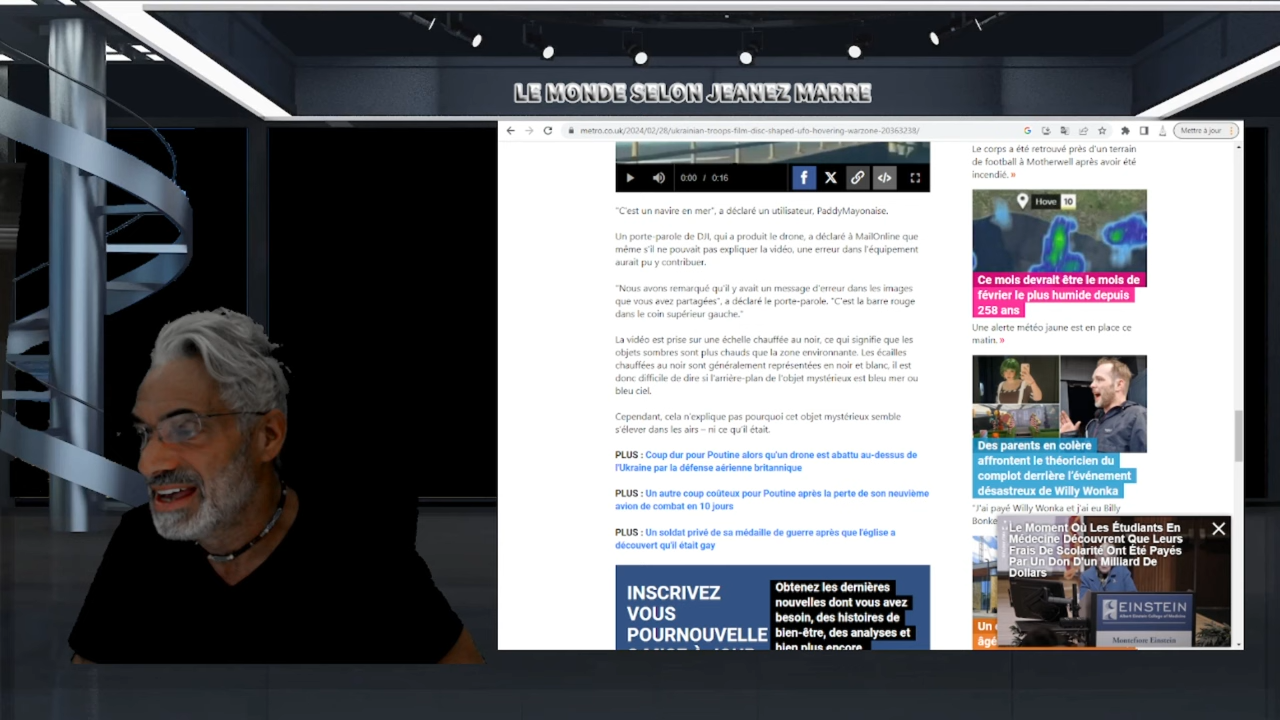 LE MONDE SELON JEANEZ MARRE
metro.co.uk/2024/02/28/ukrainian-troops-film-disc-shaped-ufo-hovering-warzone-20363238/
Mettre à jour
0:00 / 0:16
"C'est un navire en mer", a déclaré un utilisateur, PaddyMayonaise.
Un porte-parole de DJI, qui a produit le drone, a déclaré à MailOnline que
même s'il ne pouvait pas expliquer la vidéo, une erreur dans l'équipement
aurait pu y contribuer.
"Nous avons remarqué qu'il y avait un message d'erreur dans les images
que vous avez partagées", a déclaré le porte-parole. "C'est la barre rouge
dans le coin supérieur gauche."
La vidéo est prise sur une échelle chauffée au noir, ce qui signifie que les
objets sombres sont plus chauds que la zone environnante. Les écailles
chauffées au noir sont généralement représentées en noir et blanc, il est
donc difficile de dire si l'arrière-plan de l'objet mystérieux est bleu mer ou
bleu ciel.
Cependant, cela n'explique pas pourquoi cet objet mystérieux semble
s'élever dans les airs – ni ce qu'il était.
PLUS : Coup dur pour Poutine alors qu'un drone est abattu au-dessus de
l'Ukraine par la défense aérienne britannique
PLUS : Un autre coup coûteux pour Poutine après la perte de son neuvième
avion de combat en 10 jours
PLUS : Un soldat privé de sa médaille de guerre après que l'église a
découvert qu'il était gay
INSCRIVEZ
VOUS
POURNOUVELLE
Obtenez les dernières
nouvelles dont vous avez
besoin, des histoires de
bien-être, des analyses et
bien plus encore
Le corps a été retrouvé près d'un terrain
de football à Motherwell après avoir été
incendié. »
Hove 10
Ce mois devrait être le mois de
février le plus humide depuis
258 ans
Une alerte météo jaune est en place ce
matin. »
Des parents en colère
affrontent le théoricien du
complot derrière l'événement
désastreux de Willy Wonka
"J'ai payé Willy Wonka et j'ai eu Billy
Bonke
Le Moment Où Les Étudiants En
Médecine Découvrent Que Leurs
Frais De Scolarité Ont Été Payés
Par Un Don D'un Milliard De
Dollars
EINSTEIN
Albert Einstein College of Medicine
Montefiore Einstein
Un
âgé